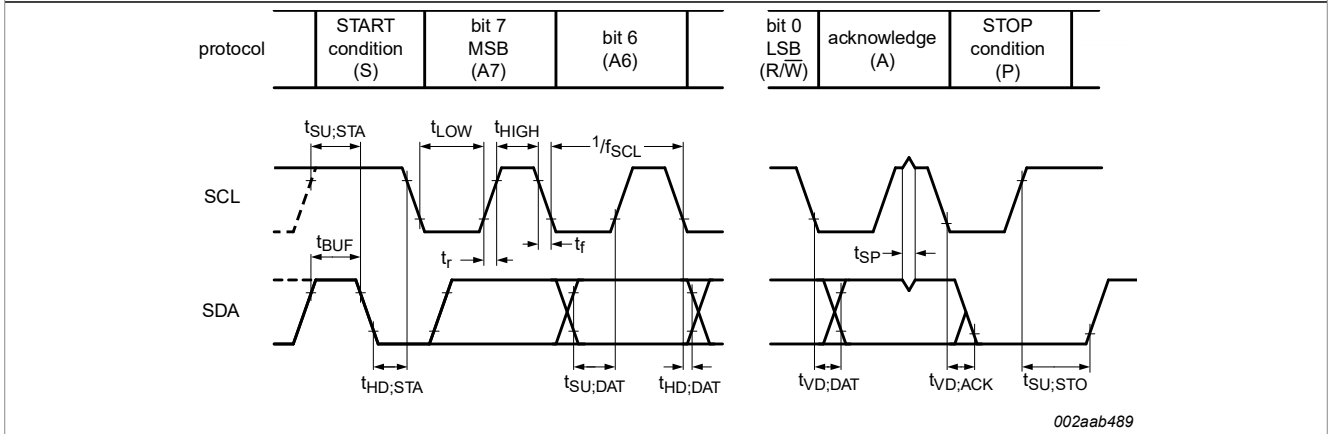 protocol
START
condition
(S)
bit 7
MSB
(A7)
bit 6
(A6)
bit 0
LSB
(R/W̅)
acknowledge
(A)
STOP
condition
(P)
tSU;STA
tLOW
tHIGH
1/fSCL
SCL
tBUF
tr
tf
tSP
SDA
tHD;STA
tSU;DAT
tHD;DAT
tVD;DAT
tVD;ACK
tSU;STO
002aab489